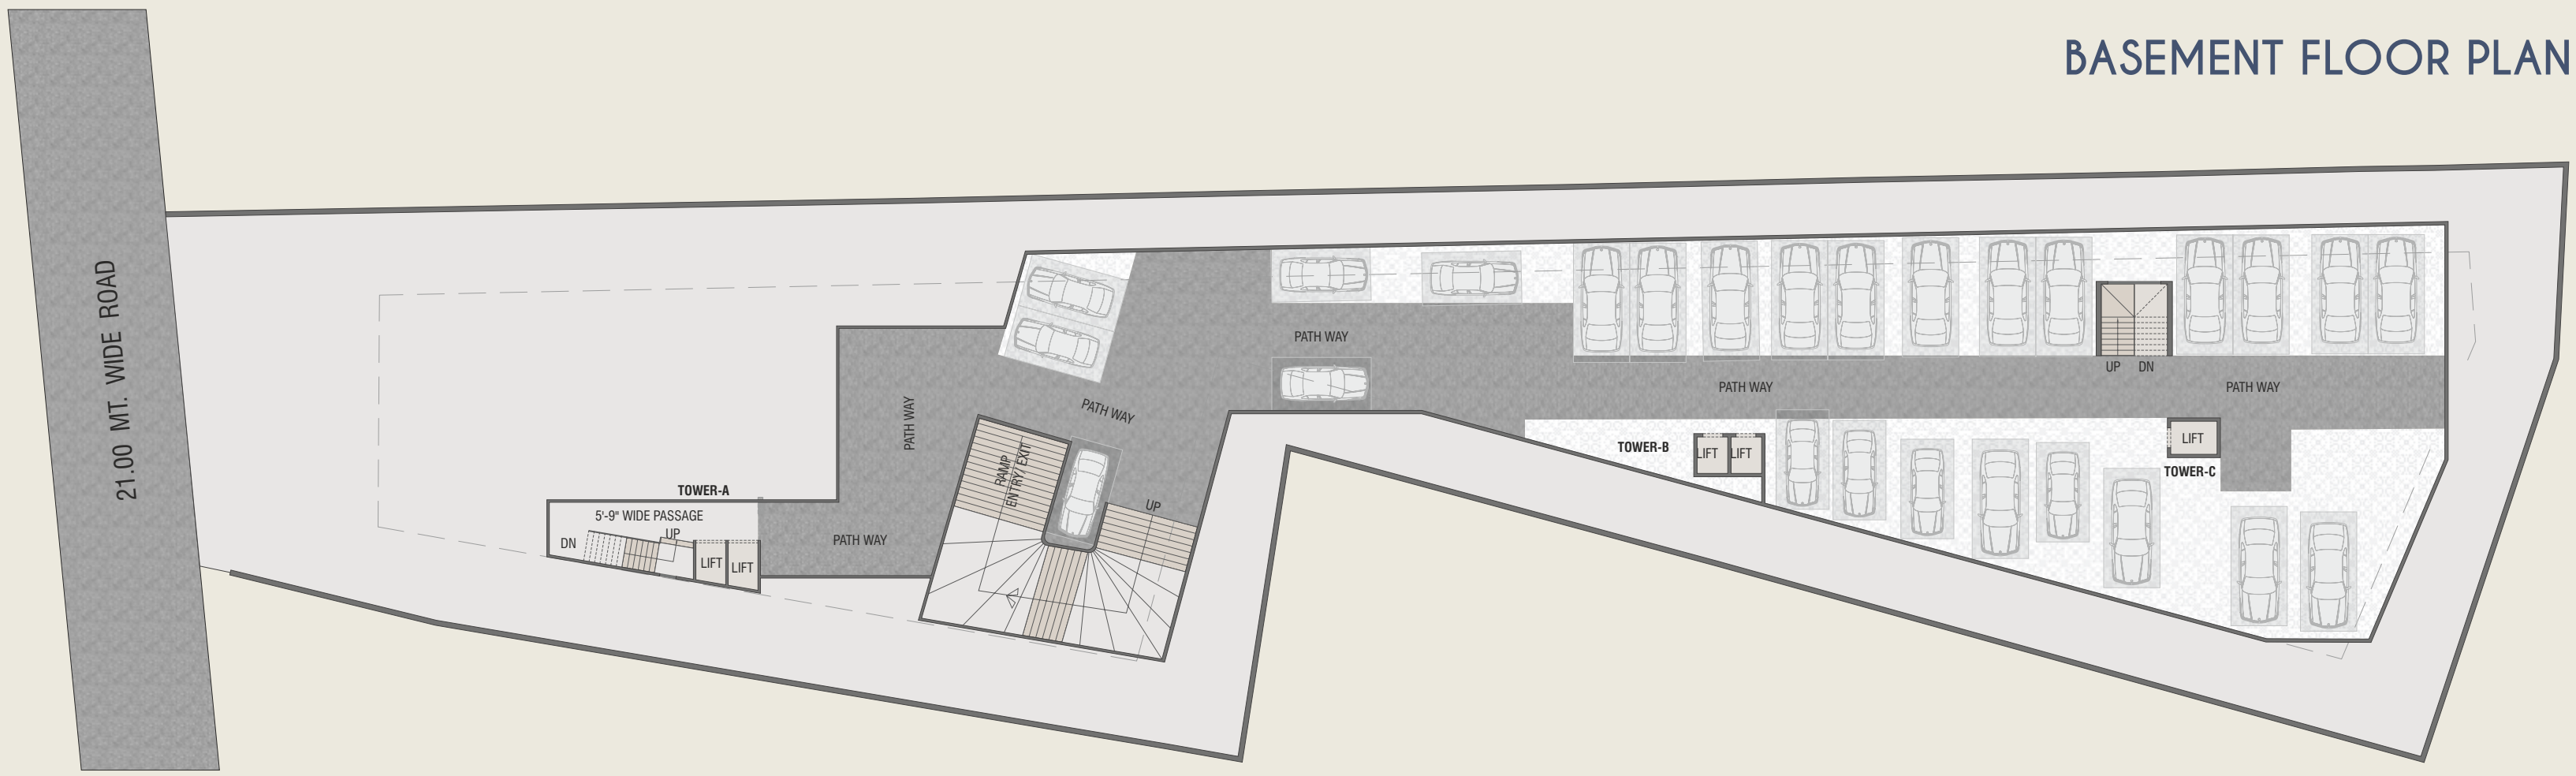 BASEMENT FLOOR PLAN
21.00 MT. WIDE ROAD
PATH WAY
PATH WAY
UP DN
PATH WAY
PATH WAY
PATH WAY
PATH WAY
LIFT
TOWER-B
LIFT LIFT
TOWER-C
RAMP
ENTRY/ EXIT
TOWER-A
5'-9" WIDE PASSAGE
UP
UP
DN
PATH WAY
LIFT LIFT